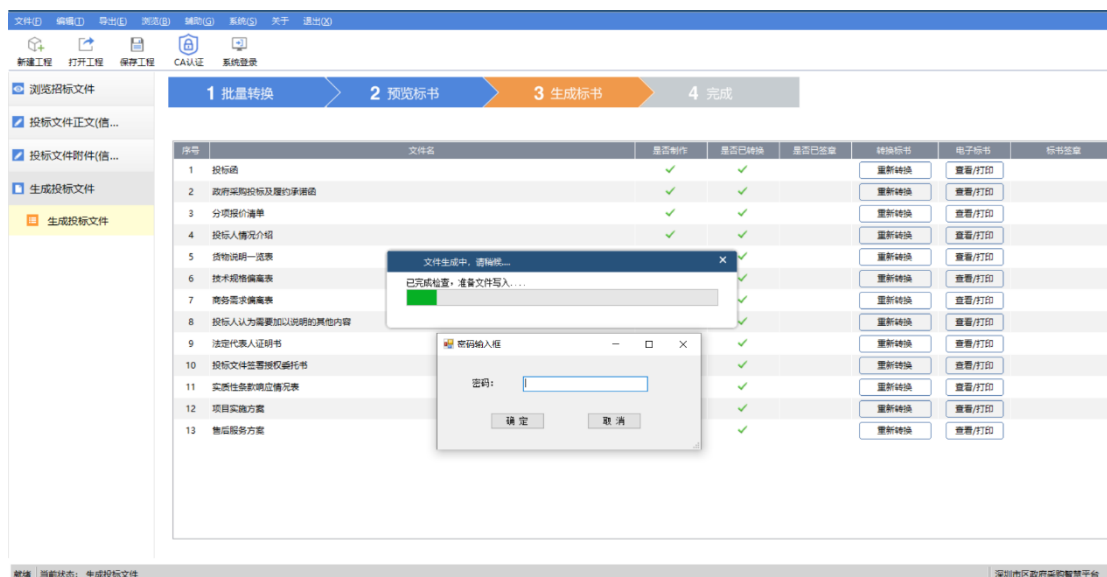 文件(F) 编辑(T) 导出(E) 浏览(B) 辅助(G) 系统(S) 关于 退出(X)
新建工程 打开工程 保存工程 CA认证 系统登录
浏览招标文件
投标文件正文(信...
投标文件附件(信...
生成投标文件
生成投标文件
1 批量转换 2 预览标书 3 生成标书 4 完成
序号 文件名 是否制作 是否已转换 是否已签章 转换标书 电子标书 标书签章
1 投标函 重新转换 查看/打印
2 政府采购投标及履约承诺函 重新转换 查看/打印
3 分项报价清单 重新转换 查看/打印
4 投标人情况介绍 重新转换 查看/打印
5 货物说明一览表 重新转换 查看/打印
6 技术规格偏离表 重新转换 查看/打印
7 商务需求偏离表 重新转换 查看/打印
8 投标人认为需要加以说明的其他内容 重新转换 查看/打印
9 法定代表人证明书 重新转换 查看/打印
10 投标文件签署授权委托书 重新转换 查看/打印
11 实质性条款响应情况表 重新转换 查看/打印
12 项目实施方案 重新转换 查看/打印
13 售后服务方案 重新转换 查看/打印
文件生成中，请稍候....
已完成检查，准备文件写入....
密码输入框
密码:
确 定 取 消
就绪 当前状态: 生成投标文件 深圳市区政府采购智慧平台